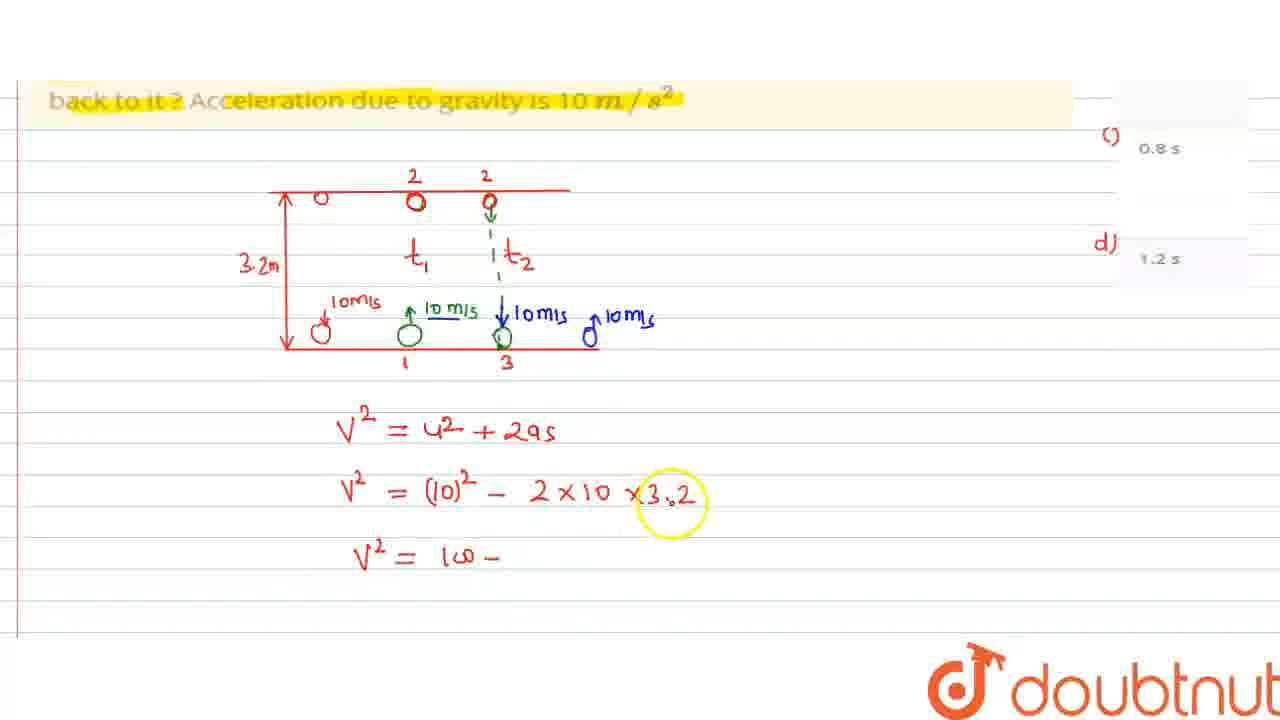 back to it ? Acceleration due to gravity is 10 m/s²
c)
0.8 s
2 2
3.2m
t₁ t₂
d)
1.2 s
10m/s 10 m/s 10m/s 10m/s
1 3
V² = u² + 2as
V² = (10)² - 2 × 10 × 3.2
V² = 100 -
doubtnut